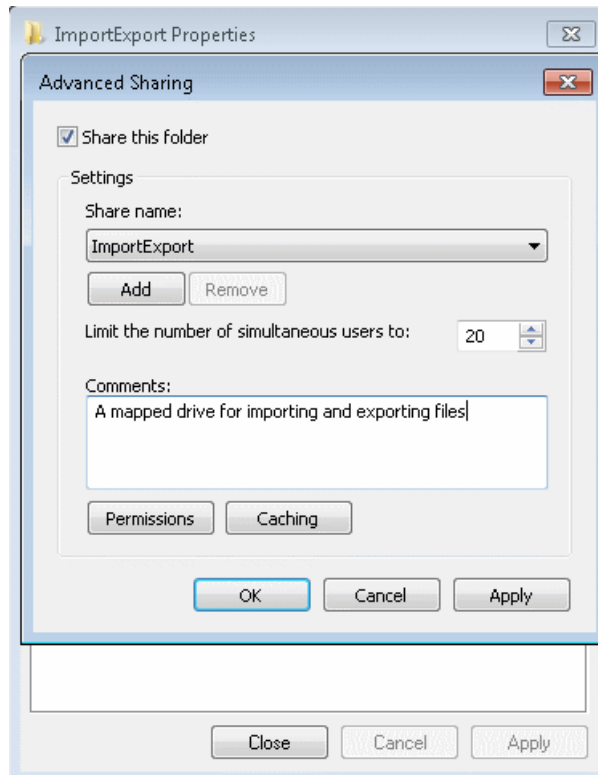 ImportExport Properties
Advanced Sharing
Share this folder
Settings
Share name:
ImportExport
Add Remove
Limit the number of simultaneous users to: 20
Comments:
A mapped drive for importing and exporting files
Permissions Caching
OK Cancel Apply
Close Cancel Apply